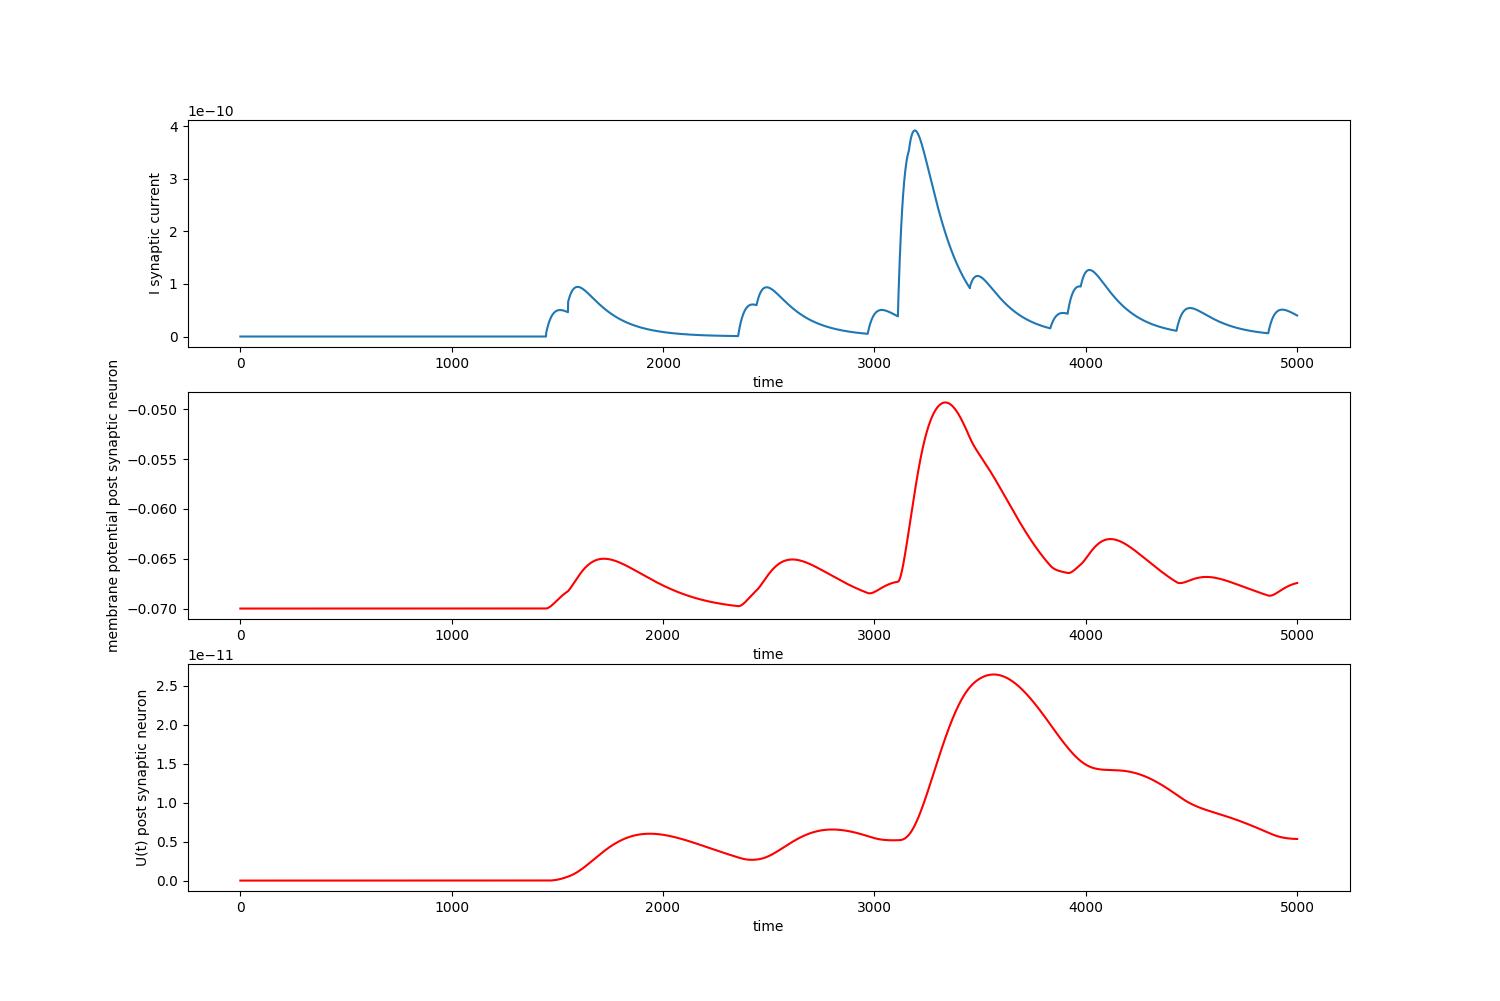 1e−10
I synaptic current
4
3
2
1
0
0 1000 2000 3000 4000 5000
time
membrane potential post synaptic neuron
−0.050
−0.055
−0.060
−0.065
−0.070
0 1000 2000 3000 4000 5000
time
1e−11
U(t) post synaptic neuron
2.5
2.0
1.5
1.0
0.5
0.0
0 1000 2000 3000 4000 5000
time